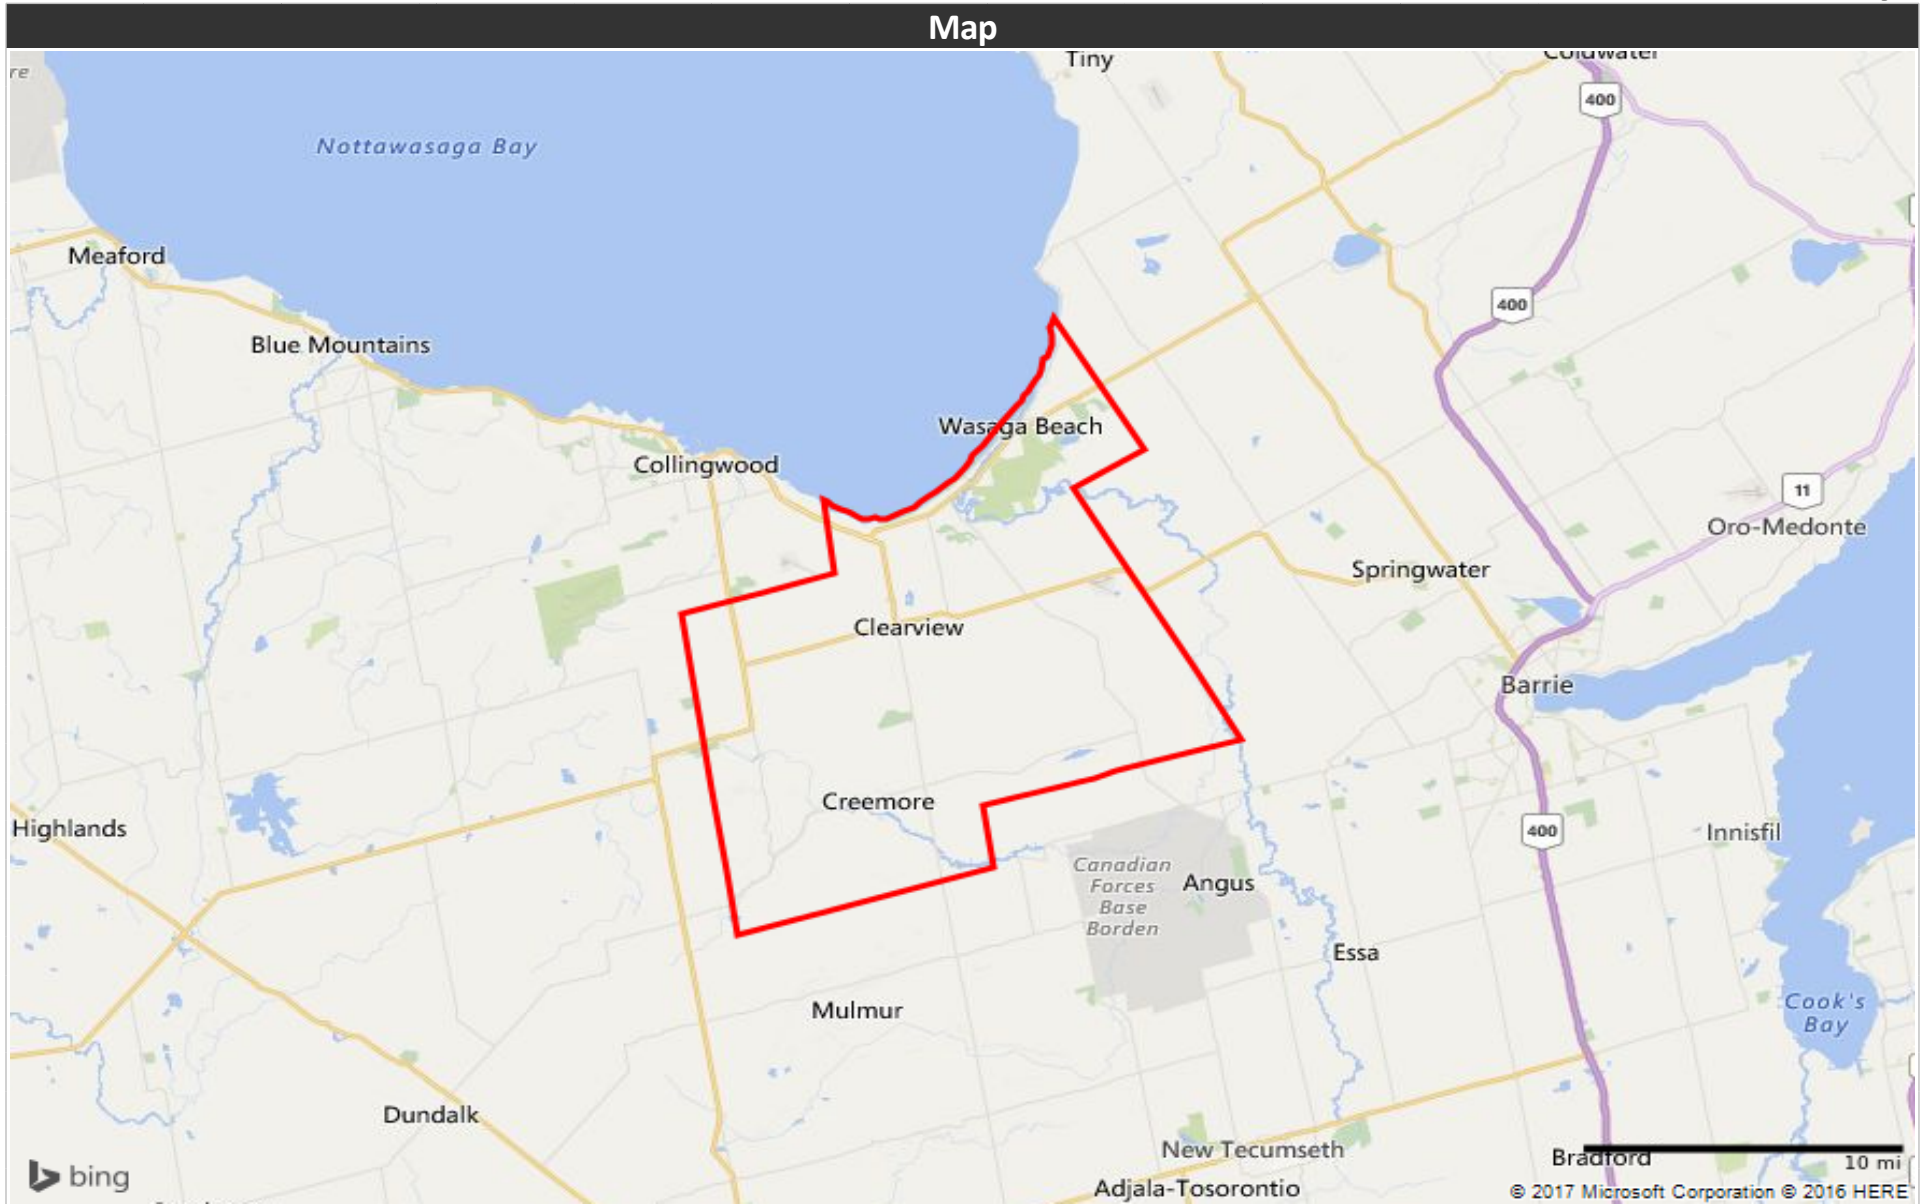 Map
Tiny
Coldwater
re
400
Nottawasaga Bay
Meaford
400
Blue Mountains
Wasaga Beach
Collingwood
11
Oro-Medonte
Springwater
Clearview
Barrie
Creemore
Highlands
400
Innisfil
Canadian
Forces
Base
Borden
Angus
Essa
Cook's
Bay
Mulmur
Dundalk
New Tecumseth
Bradford
10 mi
bing
Adjala-Tosorontio
© 2017 Microsoft Corporation © 2016 HERE